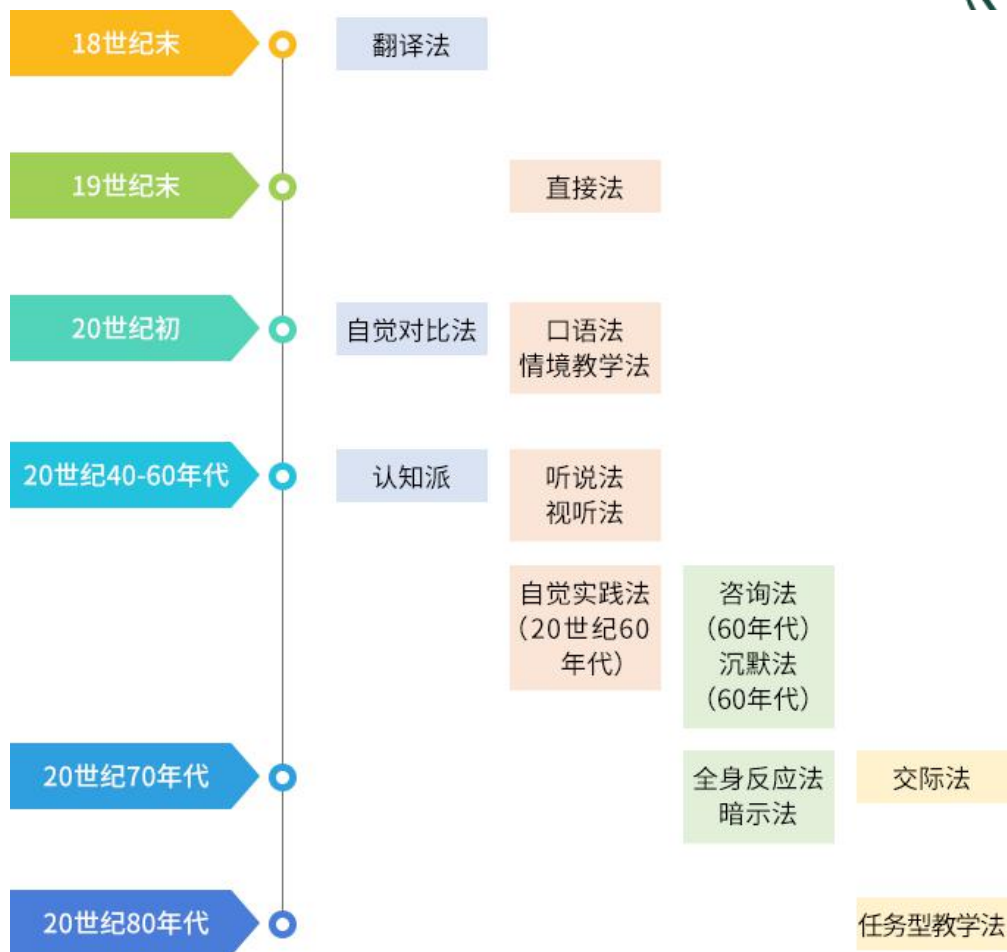 18世纪末
翻译法
19世纪末
直接法
20世纪初
自觉对比法
口语法
情境教学法
20世纪40-60年代
认知派
听说法
视听法
自觉实践法
（20世纪60
年代）
咨询法
（60年代）
沉默法
（60年代）
20世纪70年代
全身反应法
暗示法
交际法
20世纪80年代
任务型教学法